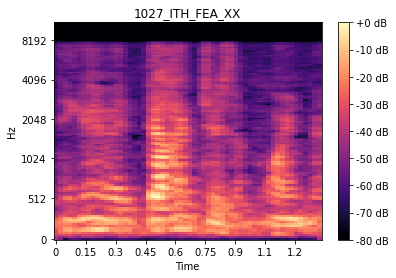 1027_ITH_FEA_XX
+0 dB
8192
-10 dB
4096
-20 dB
-30 dB
2048
Hz
-40 dB
1024
-50 dB
512
-60 dB
-70 dB
0
-80 dB
0 0.15 0.3 0.45 0.6 0.75 0.9 1.1 1.2
Time